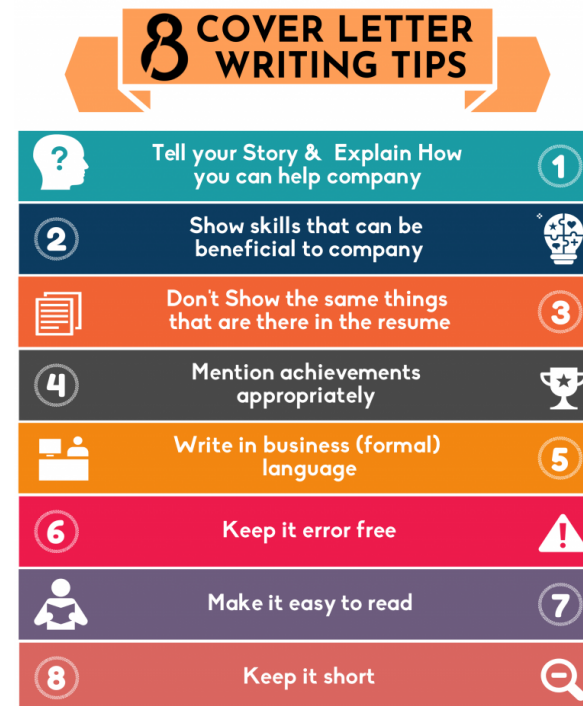 8 COVER LETTER
WRITING TIPS
?
Tell your Story & Explain How
you can help company
1
2
Show skills that can be
beneficial to company
Don't Show the same things
that are there in the resume
3
4
Mention achievements
appropriately
Write in business (formal)
language
5
6
Keep it error free
!
Make it easy to read
7
8
Keep it short